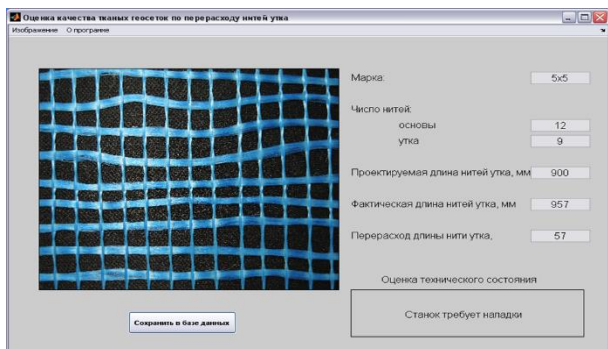 Оценка качества тканых геосеток по перерасходу нитей утка
Изображение О программе
Марка: 5x5
Число нитей:
основы 12
утка 9
Проектируемая длина нитей утка, мм 900
Фактическая длина нитей утка, мм 957
Перерасход длины нити утка, 57
Оценка технического состояния
Станок требует наладки
Сохранить в базе данных